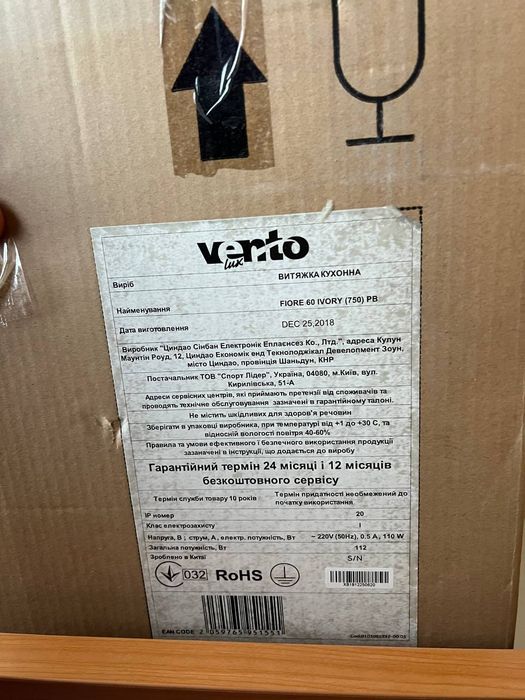 vento
lux
Виріб ВИТЯЖКА КУХОННА
Найменування FIORE 60 IVORY (750) PB
Дата виготовлення DEC 25,2018
Виробник "Циндао Сінбан Електронік Еплаєнсез Ко., Лтд.", адреса Кулун
Маунтін Роуд, 12, Циндао Економік енд Текнолоджікал Девелопмент Зоун,
місто Циндао, провінція Шаньдун, КНР
Постачальник ТОВ "Спорт Лідер", Україна, 04080, м.Київ, вул.
Кирилівська, 51-А
Адреси сервісних центрів, які приймають претензії від споживачів та
проводять технічне обслуговування зазначені в гарантійному талоні.
Не містить шкідливих для здоров'я речовин
Зберігати в упаковці виробника, при температурі від +1 до +30 С, та
відносній вологості повітря 40-60%
Правила та умови ефективного і безпечного використання продукції
зазаначені в інструкції, що додається до виробу
Гарантійний термін 24 місяці і 12 місяців
безкоштовного сервісу
Термін служби товару 10 років Термін придатності необмежений до
початку використання.
IP номер 20
Клас електрозахисту I
Напруга, В ; струм, А , електр. потужність, Вт ~ 220V (50Hz), 0.5 A , 110 W
Загальна потужність, Вт 112
Зроблено в Китаї S/N
032 RoHS
XB1812250820
EAN CODE 2 059765 951551